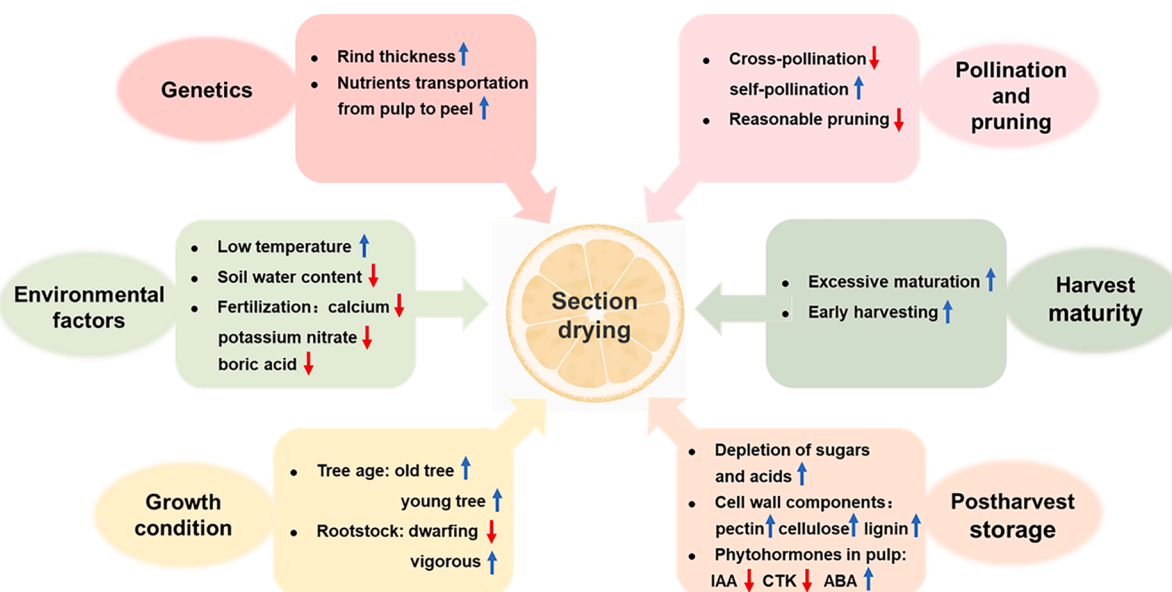 Genetics
• Rind thickness ↑
• Nutrients transportation
from pulp to peel ↑
• Cross-pollination ↓
self-pollination ↑
• Reasonable pruning ↓
Pollination
and
pruning
Environmental
factors
• Low temperature ↑
• Soil water content ↓
• Fertilization: calcium ↓
potassium nitrate ↓
boric acid ↓
Section
drying
• Excessive maturation ↑
• Early harvesting ↑
Harvest
maturity
Growth
condition
• Tree age: old tree ↑
young tree ↑
• Rootstock: dwarfing ↓
vigorous ↑
• Depletion of sugars
and acids ↑
• Cell wall components:
pectin ↑ cellulose ↑ lignin ↑
• Phytohormones in pulp:
IAA ↓ CTK ↓ ABA ↑
Postharvest
storage